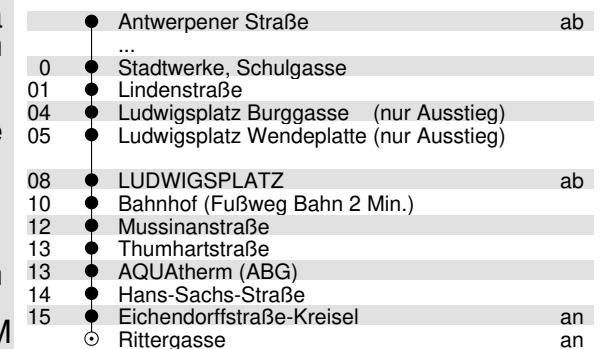 Antwerpener Straße ab
...
0 Stadtwerke, Schulgasse
01 Lindenstraße
04 Ludwigsplatz Burggasse (nur Ausstieg)
05 Ludwigsplatz Wendeplatte (nur Ausstieg)
08 LUDWIGSPLATZ ab
10 Bahnhof (Fußweg Bahn 2 Min.)
12 Mussinanstraße
13 Thumhartstraße
13 AQUAtherm (ABG)
14 Hans-Sachs-Straße
15 Eichendorffstraße-Kreisel an
Rittergasse an